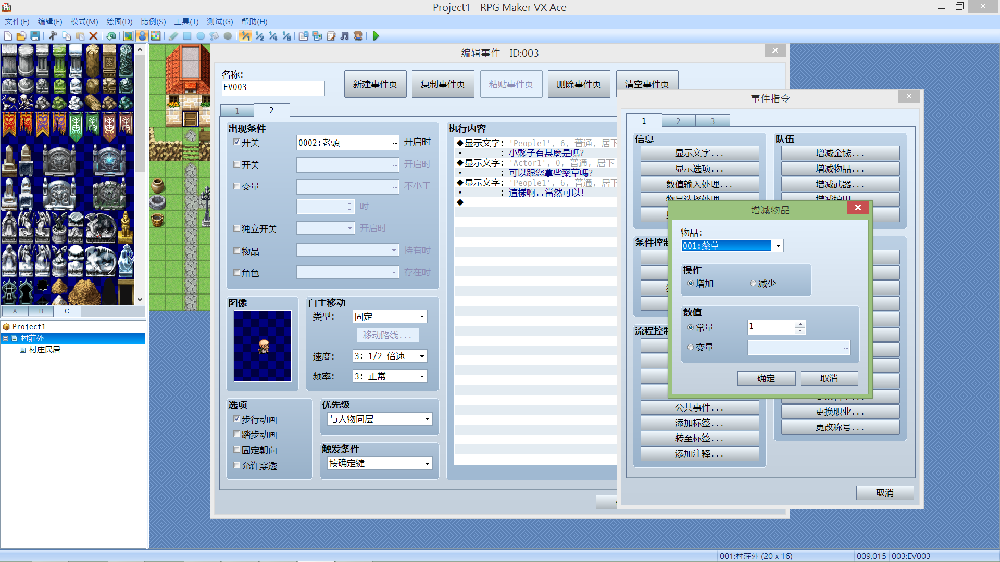 Project1 - RPG Maker VX Ace
文件(F) 编辑(E) 模式(M) 绘图(D) 比例(S) 工具(T) 测试(G) 帮助(H)
编辑事件 - ID:003
名称:
EV003
新建事件页 复制事件页 粘贴事件页 删除事件页 清空事件页
1 2
出现条件
开关 0002:老頭 ... 开启时
开关 ... 开启时
变量 ... 不小于
时
独立开关 开启时
物品 持有时
角色 存在时
图像
自主移动
类型: 固定
移动路线...
速度: 3: 1/2 倍速
频率: 3: 正常
选项
步行动画
踏步动画
固定朝向
允许穿透
优先级
与人物同层
触发条件
按确定键
执行内容
◆显示文字: 'People1', 6, 普通, 居下
: 小夥子有甚麼是嗎?
◆显示文字: 'Actor1', 0, 普通, 居下
: 可以跟您拿些藥草嗎?
◆显示文字: 'People1', 6, 普通, 居下
: 這樣啊..當然可以!
◆
事件指令
1 2 3
信息
显示文字...
显示选项...
数值输入处理...
物品选择处理
队伍
增减金钱...
增减物品...
增减武器...
增减护甲
条件控制
流程控制
公共事件...
添加标签...
转至标签...
添加注释...
更换职业...
更改称号...
取消
增减物品
物品:
001:藥草
操作
增加 减少
数值
常量 1
变量 ...
确定 取消
A B C
Project1
村莊外
村庄民居
001:村莊外 (20 x 16) 009,015 003:EV003